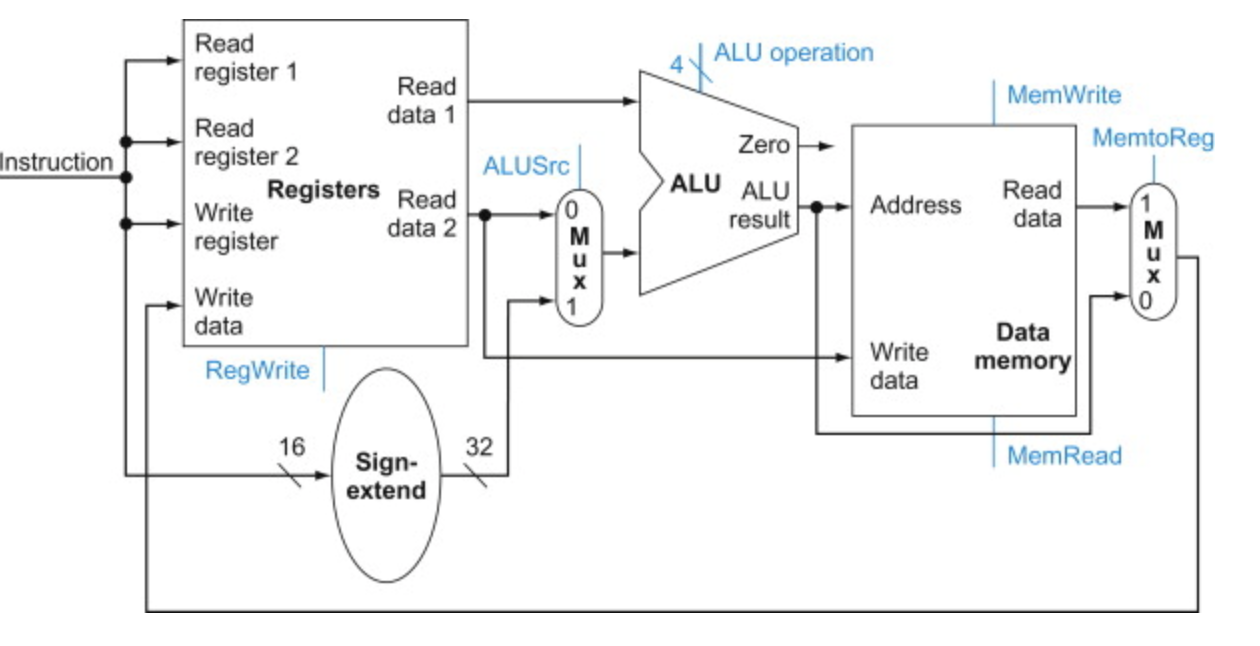 Instruction
Read
register 1
Read
register 2
Registers
Write
register
Write
data
Read
data 1
Read
data 2
RegWrite
16
Sign-
extend
32
ALUSrc
0
M
u
x
1
4
ALU operation
Zero
ALU
ALU
result
MemWrite
Address
Read
data
Write
data
Data
memory
MemRead
MemtoReg
1
M
u
x
0